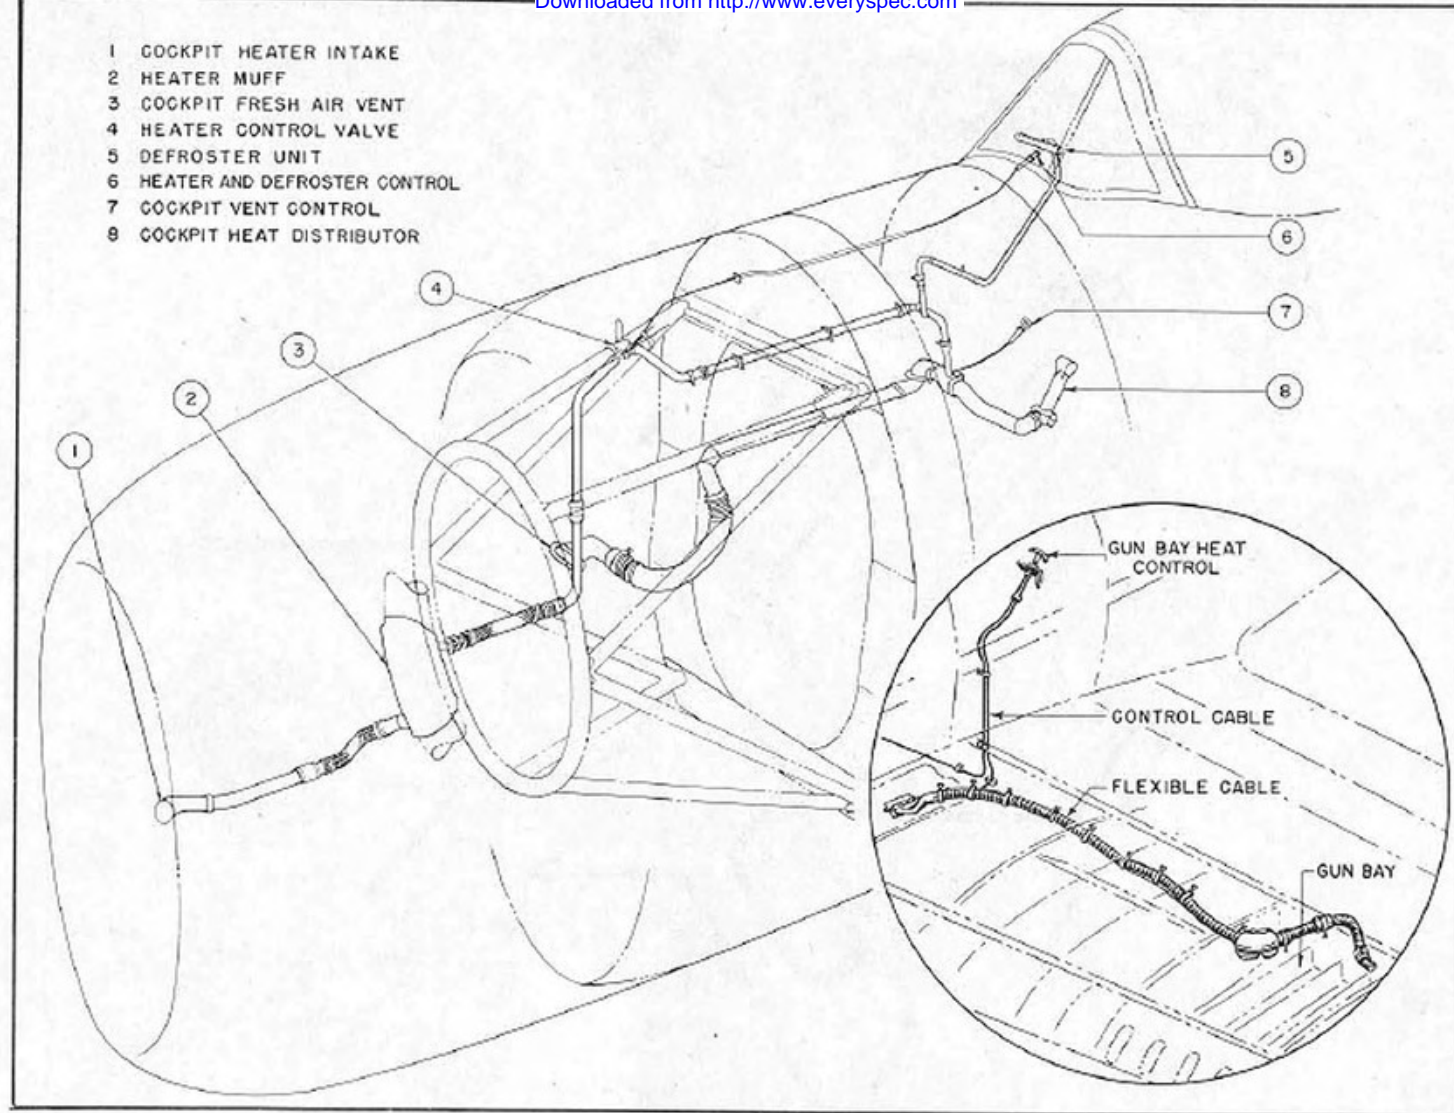 Downloaded from http://www.everyspec.com
1 COCKPIT HEATER INTAKE
2 HEATER MUFF
3 COCKPIT FRESH AIR VENT
4 HEATER CONTROL VALVE
5 DEFROSTER UNIT
6 HEATER AND DEFROSTER CONTROL
7 COCKPIT VENT CONTROL
8 COCKPIT HEAT DISTRIBUTOR
5
6
4
7
3
8
2
1
GUN BAY HEAT
CONTROL
CONTROL CABLE
FLEXIBLE CABLE
GUN BAY